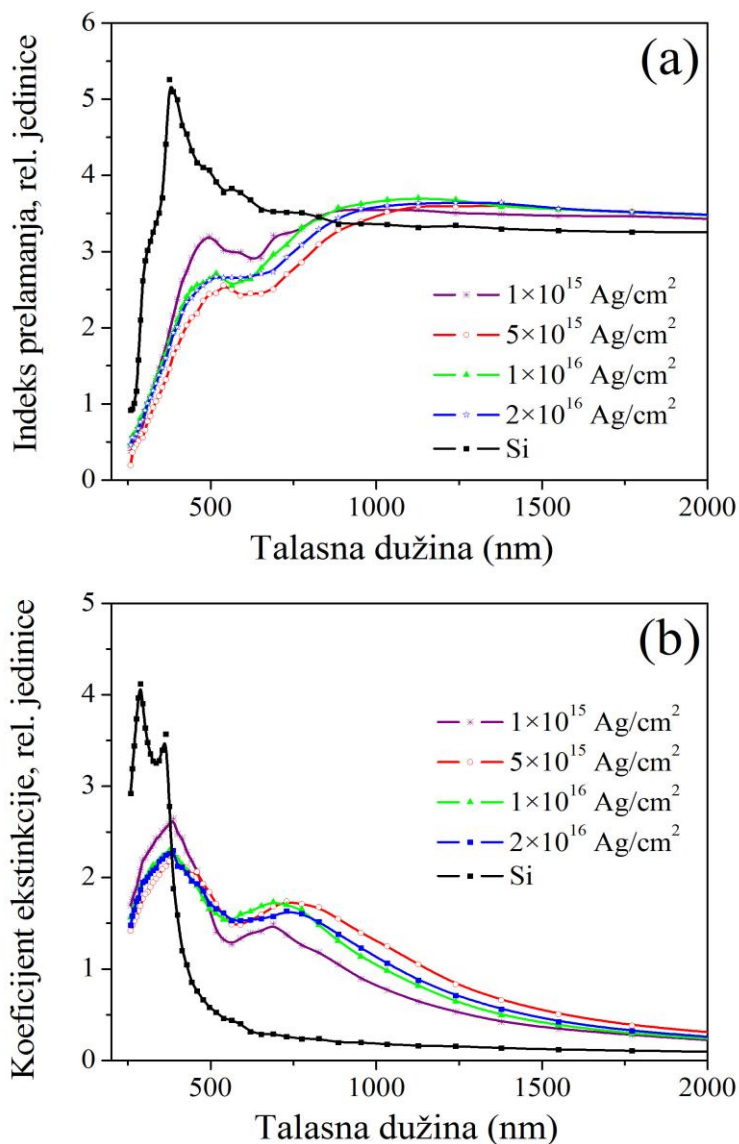 (a)
Indeks prelamanja, rel. jedinice
6
5
4
3
2
1
0
1×10¹⁵ Ag/cm²
5×10¹⁵ Ag/cm²
1×10¹⁶ Ag/cm²
2×10¹⁶ Ag/cm²
Si
500 1000 1500 2000
Talasna dužina (nm)
(b)
Koeficijent ekstinkcije, rel. jedinice
5
4
3
2
1
0
1×10¹⁵ Ag/cm²
5×10¹⁵ Ag/cm²
1×10¹⁶ Ag/cm²
2×10¹⁶ Ag/cm²
Si
500 1000 1500 2000
Talasna dužina (nm)